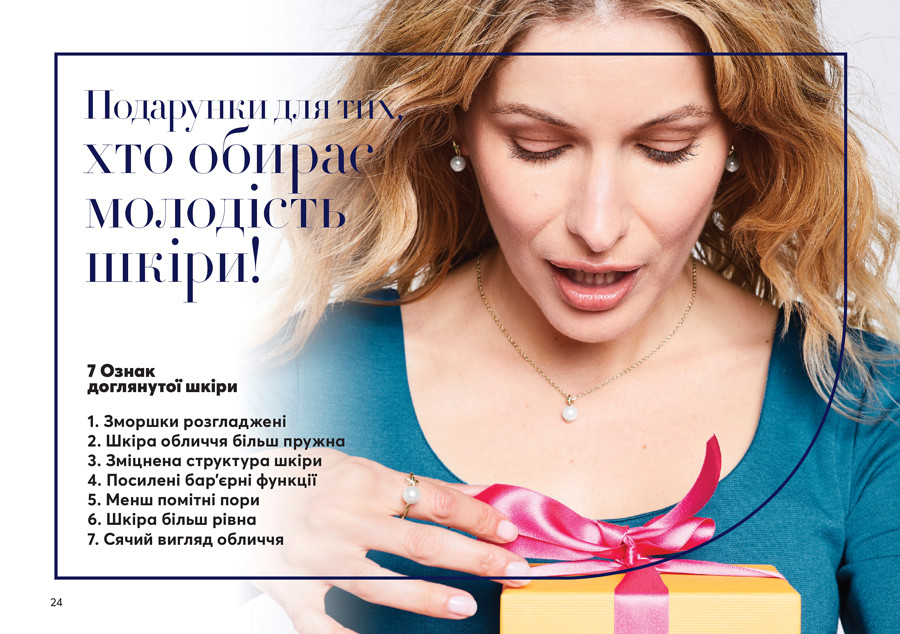 Подарунки для тих,
хто обирає
молодість
шкіри!
7 Ознак
доглянутої шкіри
1. Зморшки розгладжені
2. Шкіра обличчя більш пружна
3. Зміцнена структура шкіри
4. Посилені бар'єрні функції
5. Менш помітні пори
6. Шкіра більш рівна
7. Сячий вигляд обличчя
24